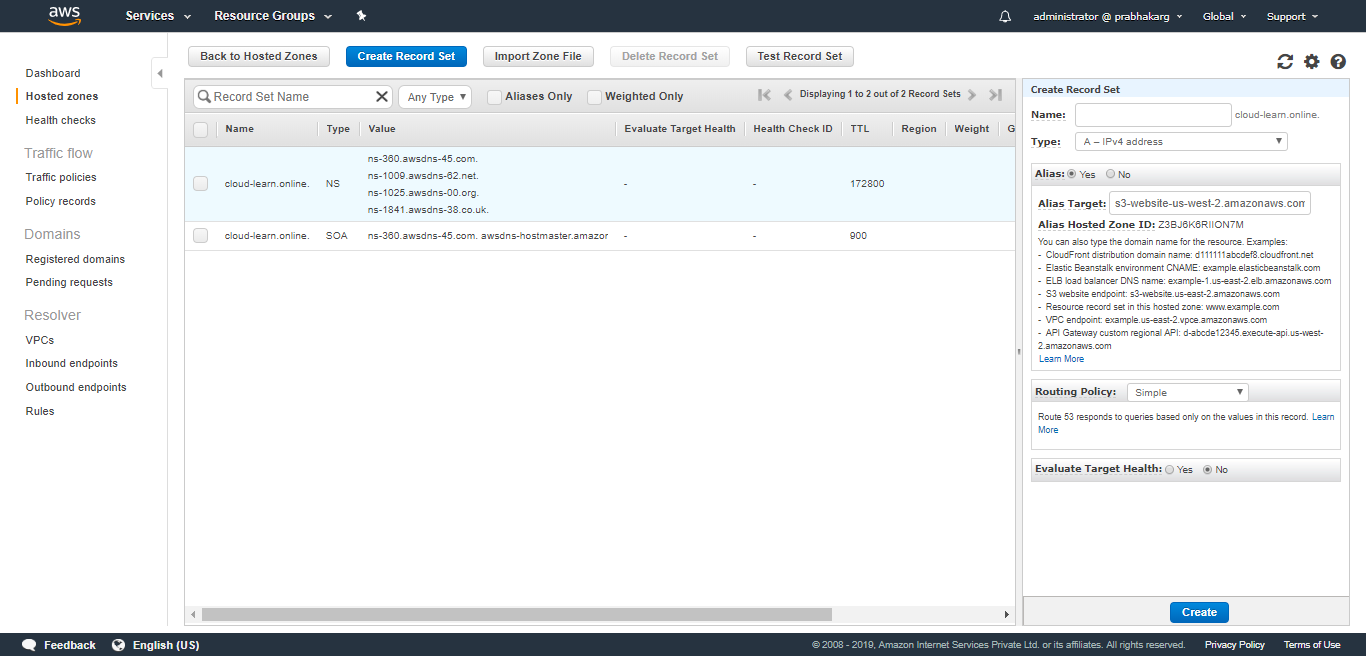 aws
Services
Resource Groups
administrator @ prabhakarg
Global
Support
Dashboard
Hosted zones
Health checks
Traffic flow
Traffic policies
Policy records
Domains
Registered domains
Pending requests
Resolver
VPCs
Inbound endpoints
Outbound endpoints
Rules
Back to Hosted Zones
Create Record Set
Import Zone File
Delete Record Set
Test Record Set
Record Set Name
Any Type
Aliases Only
Weighted Only
Displaying 1 to 2 out of 2 Record Sets
Name Type Value Evaluate Target Health Health Check ID TTL Region Weight G
ns-360.awsdns-45.com.
ns-1009.awsdns-62.net.
cloud-learn.online. NS - - 172800
ns-1025.awsdns-00.org.
ns-1841.awsdns-38.co.uk.
cloud-learn.online. SOA ns-360.awsdns-45.com. awsdns-hostmaster.amazor - - 900
Create Record Set
Name: cloud-learn.online.
Type: A – IPv4 address
Alias: Yes No
Alias Target: s3-website-us-west-2.amazonaws.com
Alias Hosted Zone ID: Z3BJ6K6RIION7M
You can also type the domain name for the resource. Examples:
- CloudFront distribution domain name: d111111abcdef8.cloudfront.net
- Elastic Beanstalk environment CNAME: example.elasticbeanstalk.com
- ELB load balancer DNS name: example-1.us-east-2.elb.amazonaws.com
- S3 website endpoint: s3-website.us-east-2.amazonaws.com
- Resource record set in this hosted zone: www.example.com
- VPC endpoint: example.us-east-2.vpce.amazonaws.com
- API Gateway custom regional API: d-abcde12345.execute-api.us-west-
2.amazonaws.com
Learn More
Routing Policy: Simple
Route 53 responds to queries based only on the values in this record. Learn
More
Evaluate Target Health: Yes No
Create
Feedback
English (US)
© 2008 - 2019, Amazon Internet Services Private Ltd. or its affiliates. All rights reserved.
Privacy Policy
Terms of Use